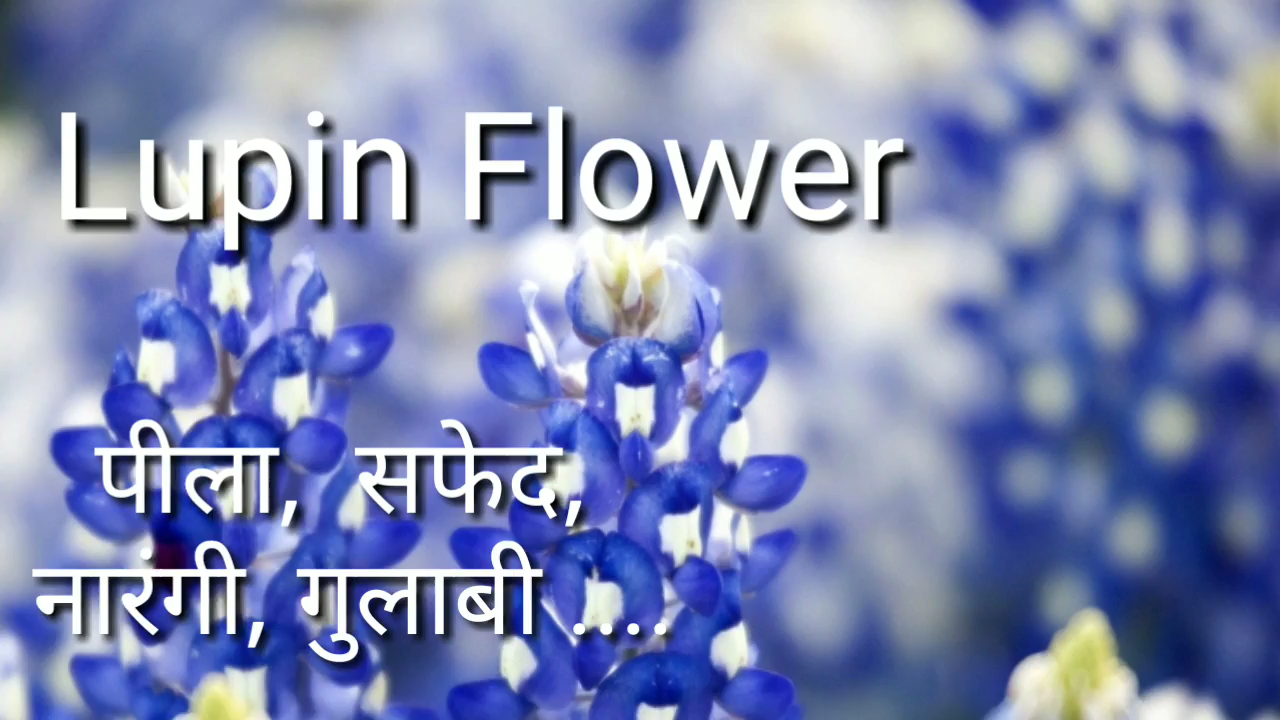 Lupin Flower
पीला, सफेद,
नारंगी, गुलाबी ....